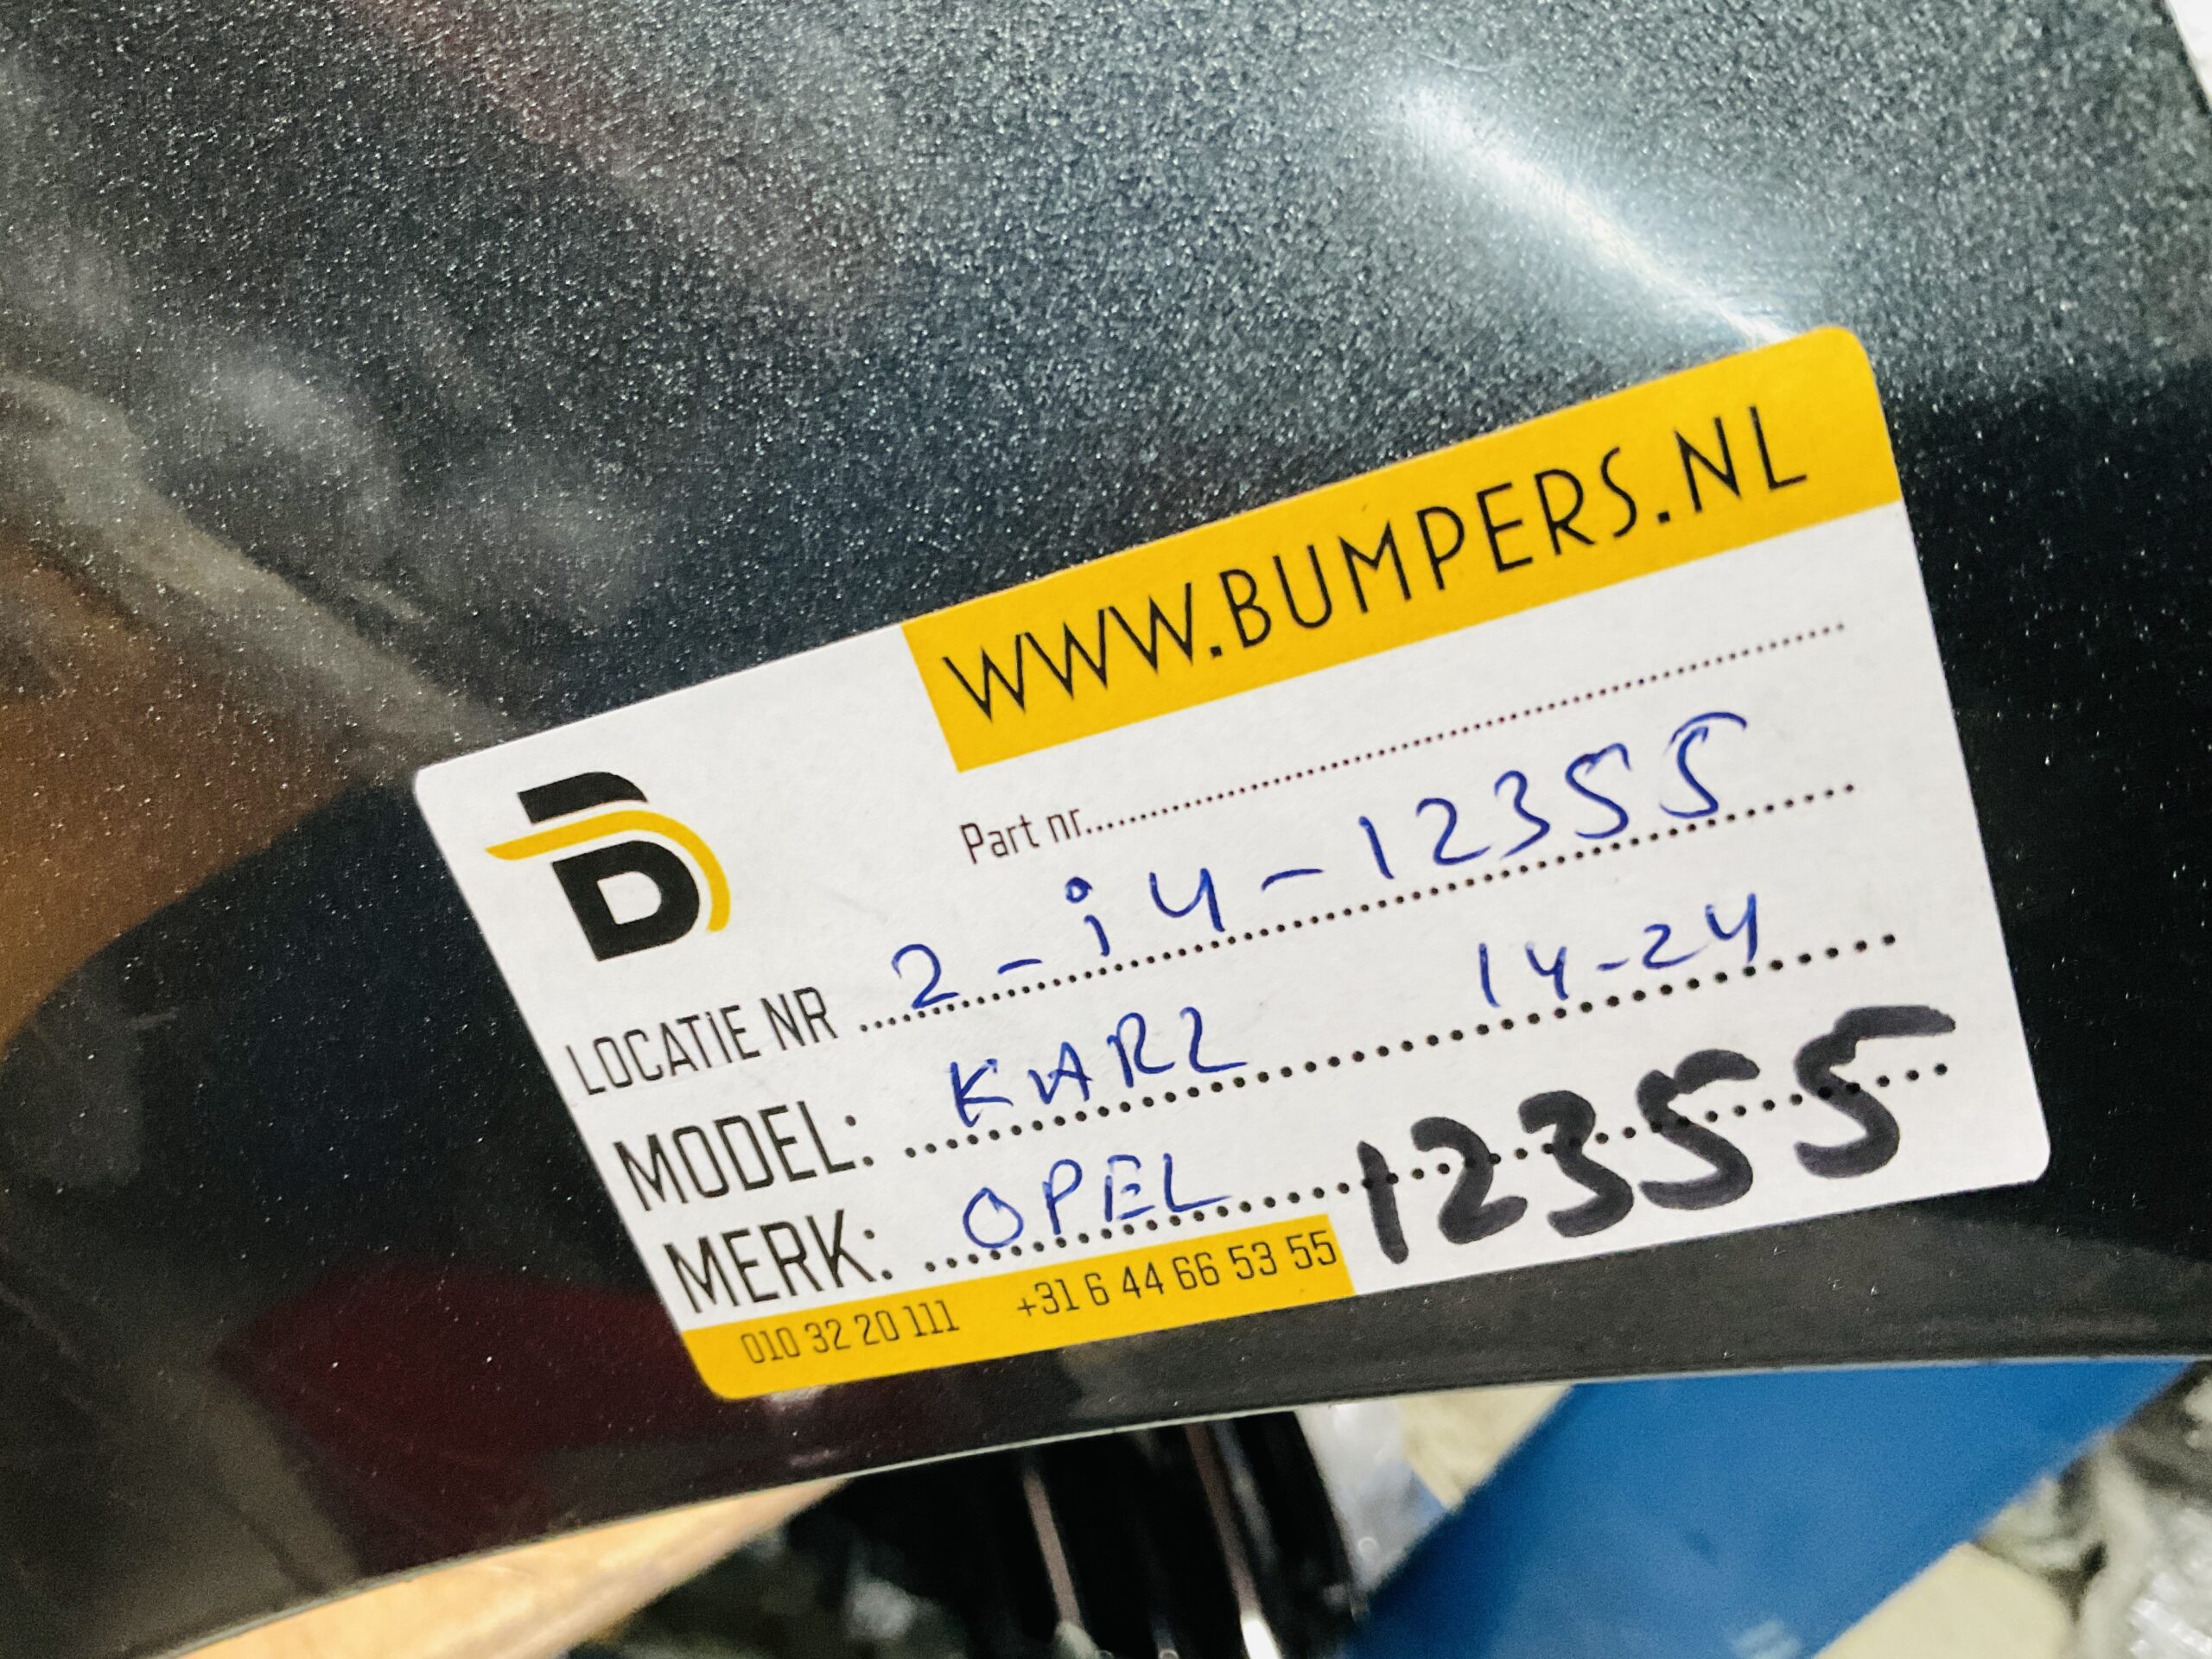 WWW.BUMPERS.NL
Part nr.
LOCATIE NR 2-i4-12355
MODEL: KARL 14-24
MERK: OPEL 12355
010 32 20 111 +31 6 44 66 53 55